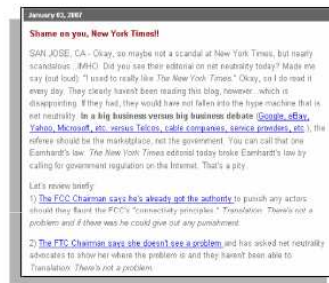 January 03, 2007
Shame on you, New York Times!!
SAN JOSE, CA - Okay, so maybe not a scandal at New York Times, but nearly
scandalous...IMHO. Did you see their editorial on net neutrality today? Made me
say (out loud): "I used to really like The New York Times." Okay, so I do read it
every day. They clearly haven't been reading this blog, however...which is
disappointing. If they had, they would have not fallen into the hype machine that is
net neutrality. In a big business versus big business debate (Google, eBay,
Yahoo, Microsoft, etc. versus Telcos, cable companies, service providers, etc.), the
referee should be the marketplace, not the government. You can call that one
Earnhardt's law. The New York Times editorial today broke Earnhardt's law by
calling for government regulation on the Internet. That's a pity.
Let's review briefly
1) The FCC Chairman says he's already got the authority to punish any actors
should they flaunt the FCC's "connectivity principles." Translation: There's not a
problem and if there was he could give out any punishment.
2) The FTC Chairman says she doesn't see a problem and has asked net neutrality
advocates to show her where the problem is and they haven't been able to.
Translation: There's not a problem.